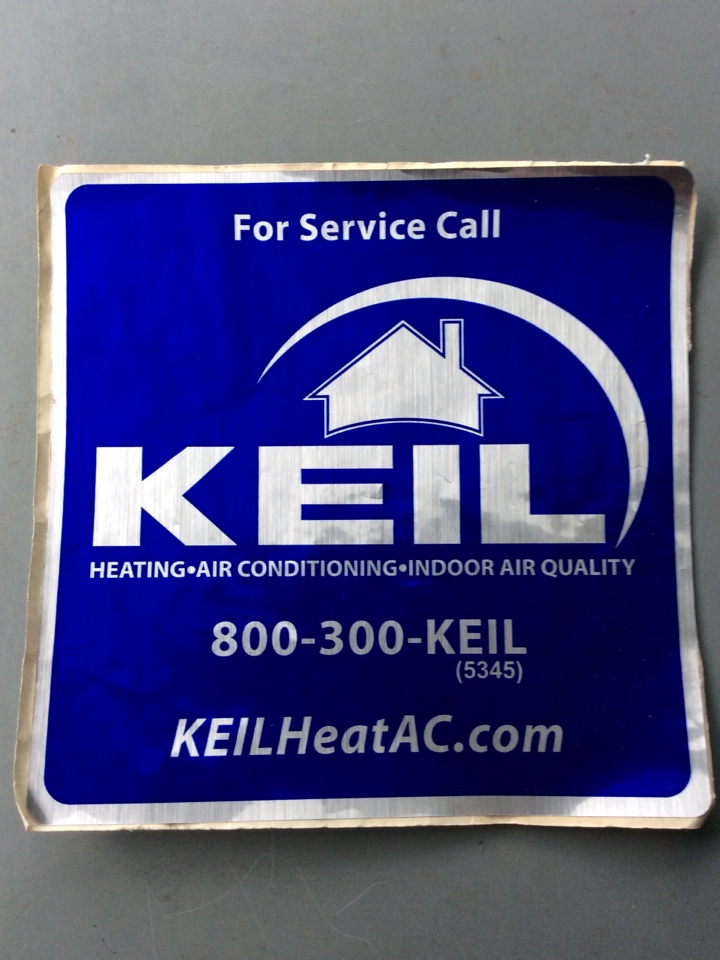 For Service Call
KEIL
HEATING•AIR CONDITIONING•INDOOR AIR QUALITY
800-300-KEIL
(5345)
KEILHeatAC.com